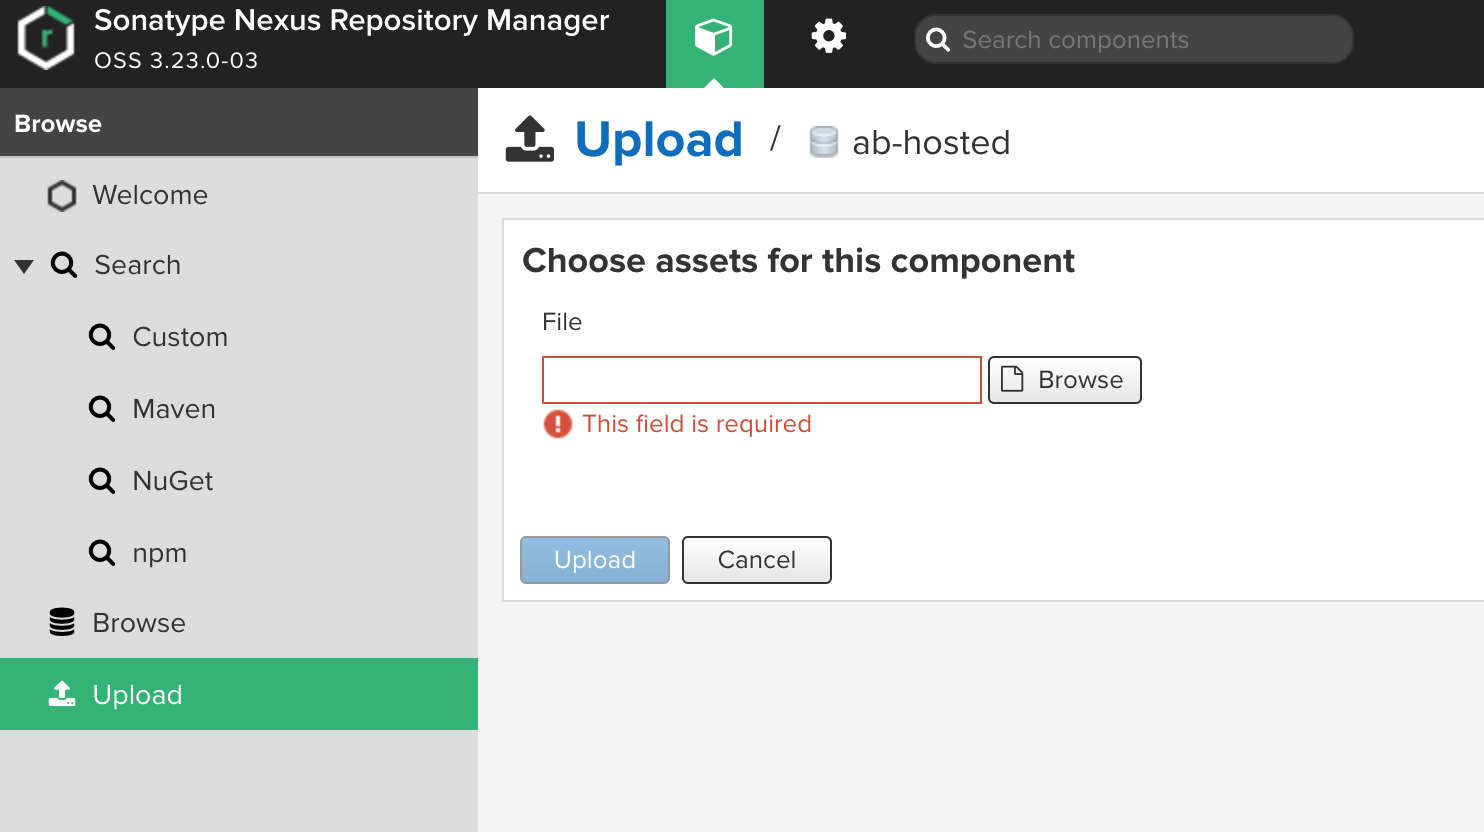 Sonatype Nexus Repository Manager
OSS 3.23.0-03
Search components
Browse
Welcome
Search
Custom
Maven
NuGet
npm
Browse
Upload
Upload / ab-hosted
Choose assets for this component
File
Browse
This field is required
Upload
Cancel